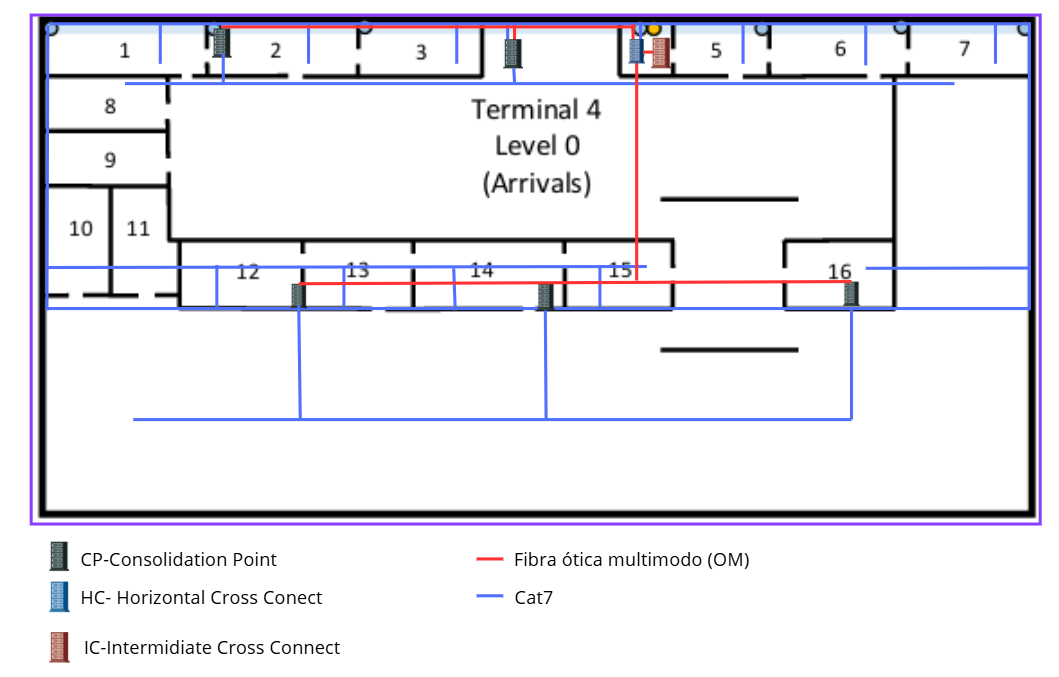 1
2
3
5
6
7
8
9
10
11
Terminal 4
Level 0
(Arrivals)
12
13
14
15
16
CP-Consolidation Point
HC- Horizontal Cross Conect
IC-Intermidiate Cross Connect
Fibra ótica multimodo (OM)
Cat7